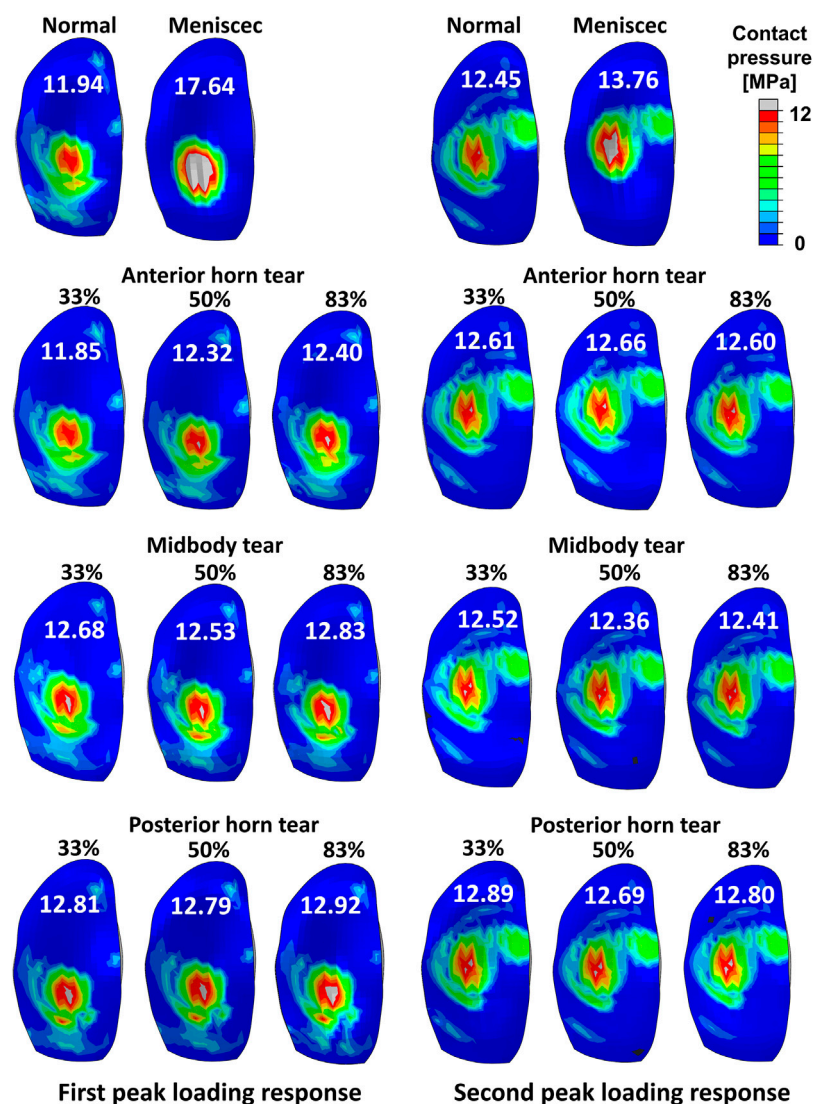 Normal Meniscec Normal Meniscec
Contact
pressure
[MPa]
11.94 17.64 12.45 13.76
12
0
Anterior horn tear Anterior horn tear
33% 50% 83% 33% 50% 83%
11.85 12.32 12.40 12.61 12.66 12.60
Midbody tear Midbody tear
33% 50% 83% 33% 50% 83%
12.68 12.53 12.83 12.52 12.36 12.41
Posterior horn tear Posterior horn tear
33% 50% 83% 33% 50% 83%
12.81 12.79 12.92 12.89 12.69 12.80
First peak loading response Second peak loading response